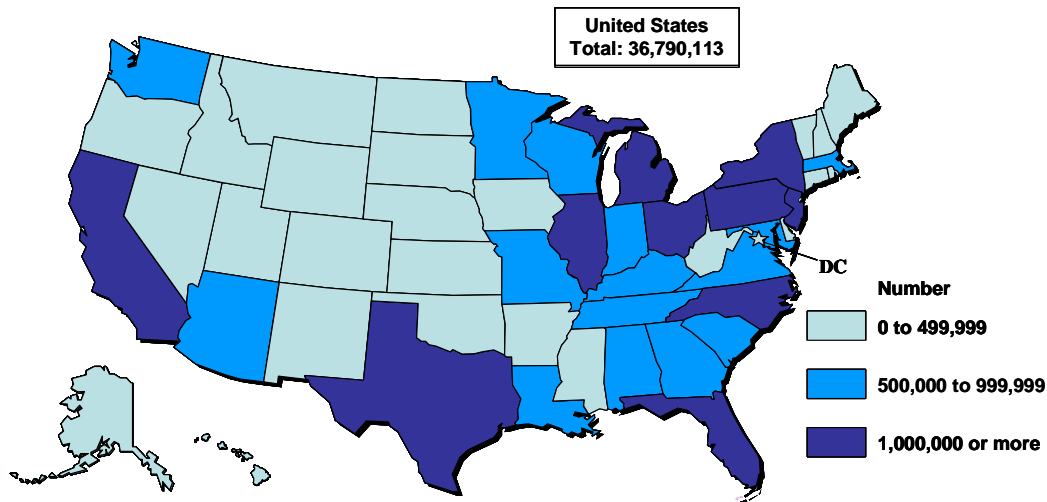 United States
Total: 36,790,113
DC
Number
0 to 499,999
500,000 to 999,999
1,000,000 or more